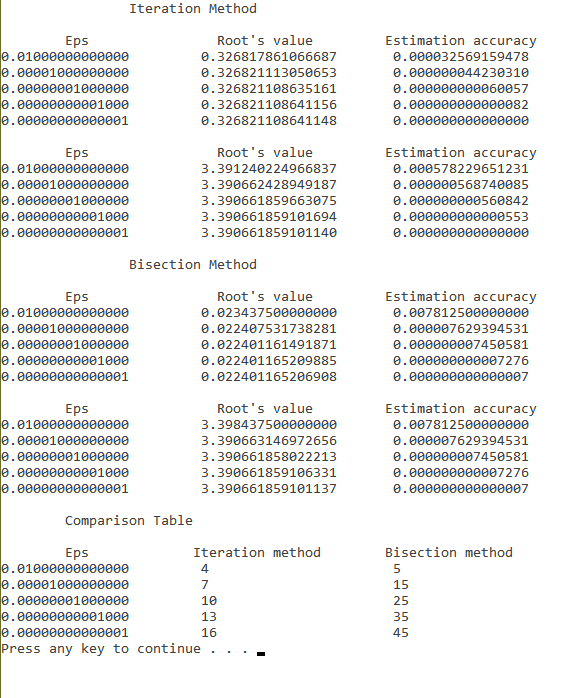 Iteration Method
Eps Root's value Estimation accuracy
0.01000000000000 0.326817861066687 0.000032569159478
0.00001000000000 0.326821113050653 0.000000044230310
0.00000001000000 0.326821108635161 0.000000000060057
0.00000000001000 0.326821108641156 0.000000000000082
0.00000000000001 0.326821108641148 0.000000000000000
Eps Root's value Estimation accuracy
0.01000000000000 3.391240224966837 0.000578229651231
0.00001000000000 3.390662428949187 0.000000568740085
0.00000001000000 3.390661859663075 0.000000000560842
0.00000000001000 3.390661859101694 0.000000000000553
0.00000000000001 3.390661859101140 0.000000000000000
Bisection Method
Eps Root's value Estimation accuracy
0.01000000000000 0.023437500000000 0.007812500000000
0.00001000000000 0.022407531738281 0.000007629394531
0.00000001000000 0.022401161491871 0.000000007450581
0.00000000001000 0.022401165209885 0.000000000007276
0.00000000000001 0.022401165206908 0.000000000000007
Eps Root's value Estimation accuracy
0.01000000000000 3.398437500000000 0.007812500000000
0.00001000000000 3.390663146972656 0.000007629394531
0.00000001000000 3.390661858022213 0.000000007450581
0.00000000001000 3.390661859106331 0.000000000007276
0.00000000000001 3.390661859101137 0.000000000000007
Comparison Table
Eps Iteration method Bisection method
0.01000000000000 4 5
0.00001000000000 7 15
0.00000001000000 10 25
0.00000000001000 13 35
0.00000000000001 16 45
Press any key to continue . . .